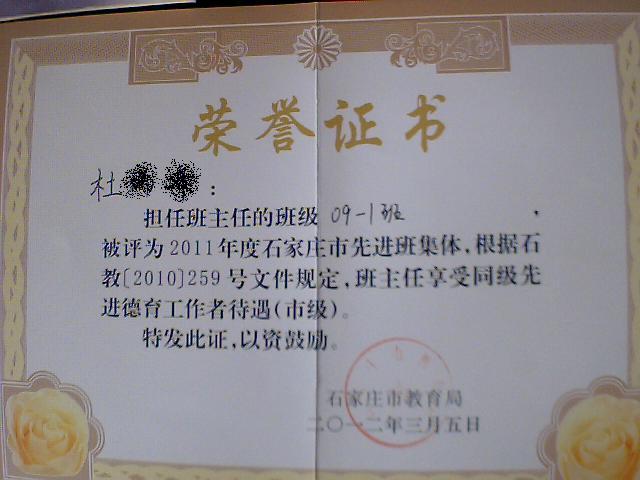 荣誉证书
杜 :
担任班主任的班级 09-1班 ,
被评为2011年度石家庄市先进班集体,根据石
教[2010]259号文件规定,班主任享受同级先
进德育工作者待遇(市级)。
特发此证,以资鼓励。
石家庄市教育局
二〇一二年三月五日